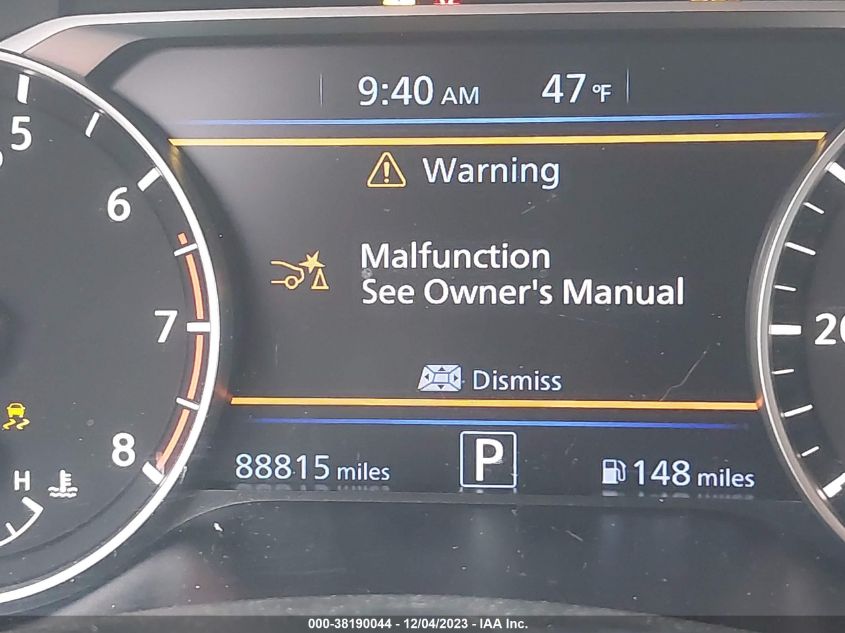 9:40 AM 47 °F
Warning
Malfunction
See Owner's Manual
Dismiss
88815 miles P 148 miles
5
6
7
8
H
20
000-38190044 - 12/04/2023 - IAA Inc.